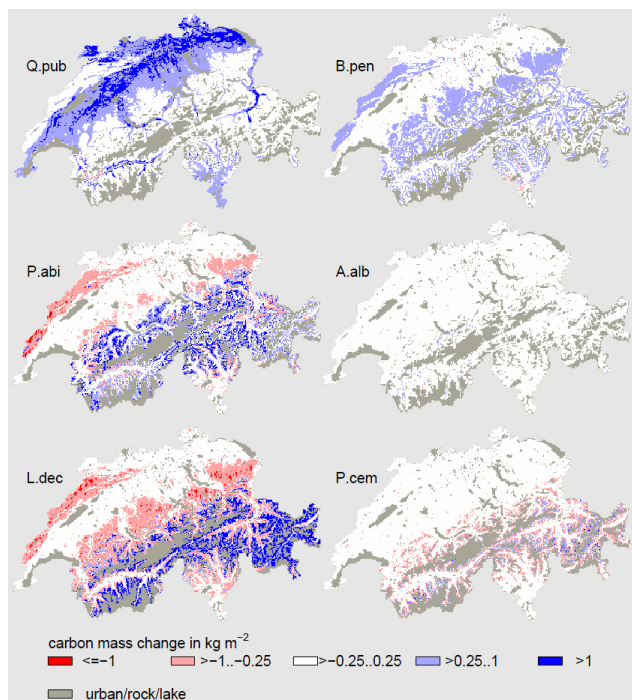 Q.pub B.pen
P.abi A.alb
L.dec P.cem
carbon mass change in kg m−2
<=−1 >−1..−0.25 >−0.25..0.25 >0.25..1 >1
urban/rock/lake